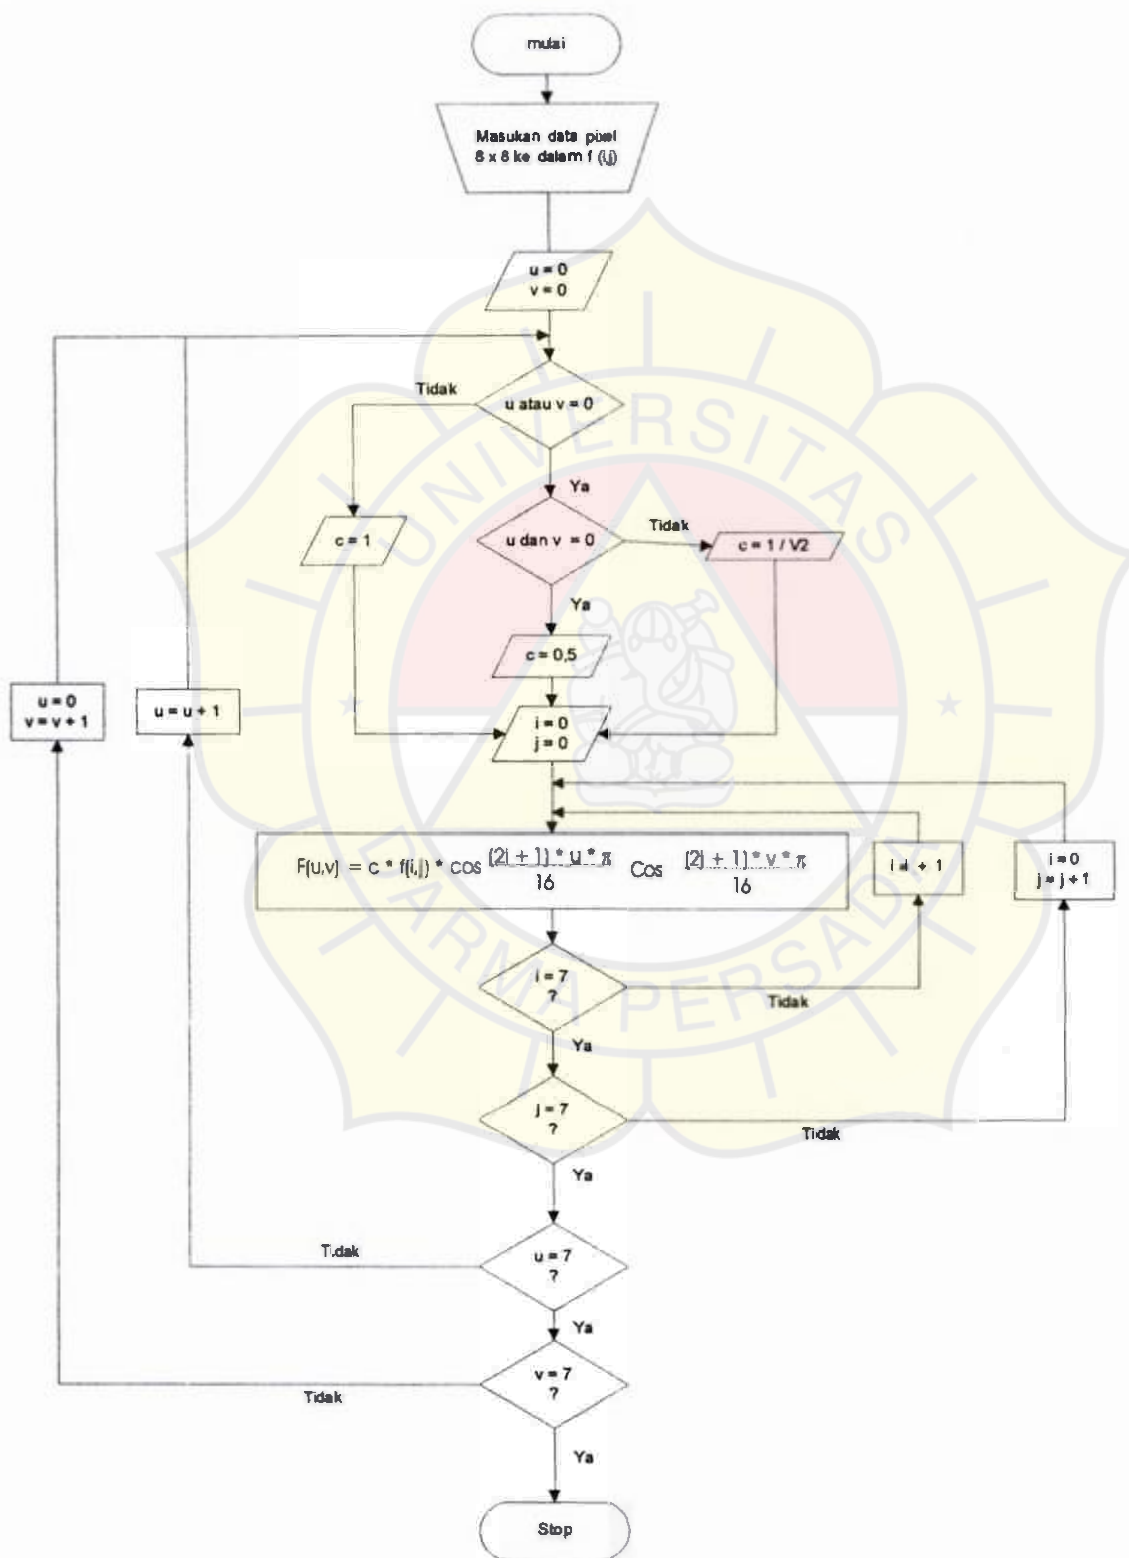 mulai
Masukan data pixel
8 x 8 ke dalam f (i,j)
u = 0
v = 0
Tidak
u atau v = 0
Ya
c = 1
u dan v = 0
Tidak
c = 1 / V2
Ya
c = 0,5
u = 0
v = v + 1
u = u + 1
i = 0
j = 0
F(u,v) = c * f(i,j) * cos (2i + 1) * u * π Cos (2j + 1) * v * π
16 16
i = i + 1
i = 0
j = j + 1
i = 7
?
Tidak
Ya
j = 7
?
Tidak
Ya
Tidak
u = 7
?
Ya
Tidak
v = 7
?
Ya
Stop
UNIVERSITAS
DARMA PERSADA